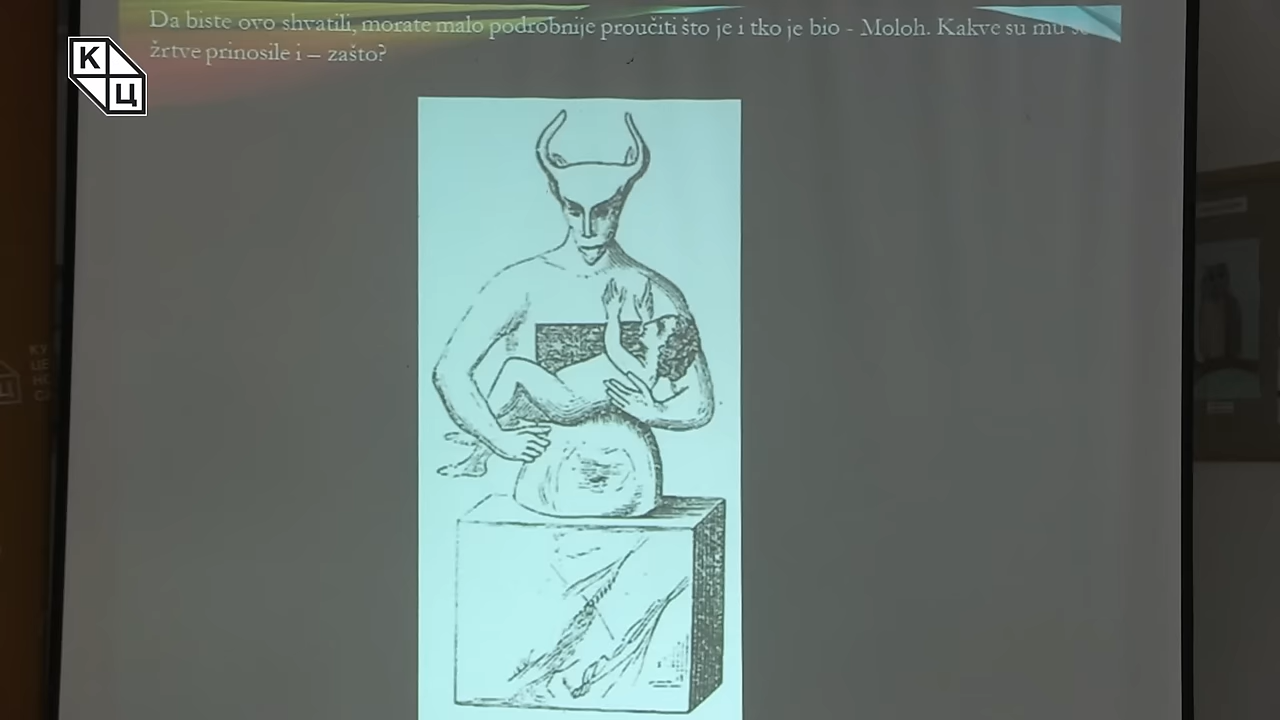 Da biste ovo shvatili, morate malo podrobnije proučiti što je i tko je bio - Moloh. Kakve su mu se
žrtve prinosile i – zašto?
К
Ц